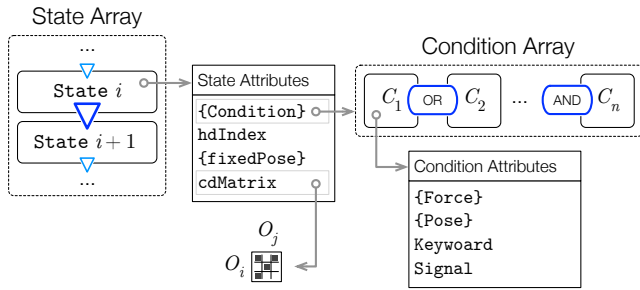 State Array
...
State i
State i+1
...
State Attributes
{Condition}
hdIndex
{fixedPose}
cdMatrix
O_j
O_i
Condition Array
C_1 OR C_2 ... AND C_n
Condition Attributes
{Force}
{Pose}
Keywoard
Signal